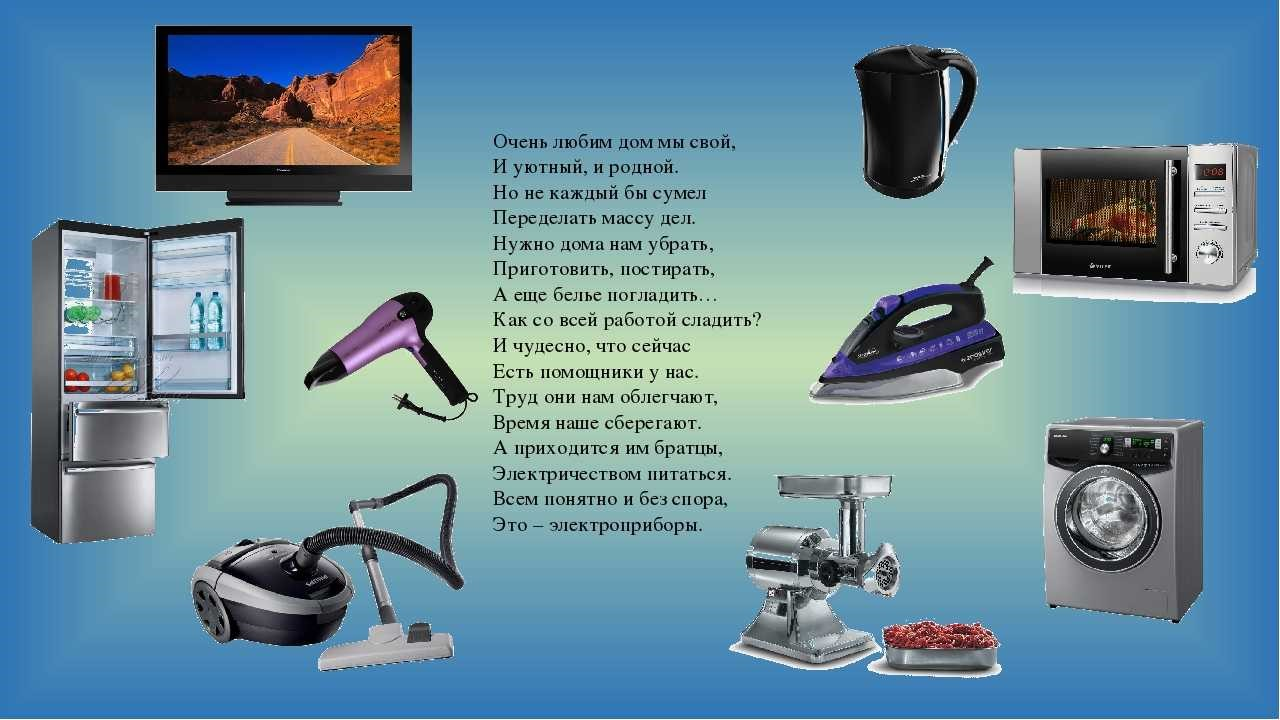 Очень любим дом мы свой,
И уютный, и родной.
Но не каждый бы сумел
Переделать массу дел.
Нужно дома нам убрать,
Приготовить, постирать,
А еще белье погладить…
Как со всей работой сладить?
И чудесно, что сейчас
Есть помощники у нас.
Труд они нам облегчают,
Время наше сберегают.
А приходится им братцы,
Электричеством питаться.
Всем понятно и без спора,
Это – электроприборы.